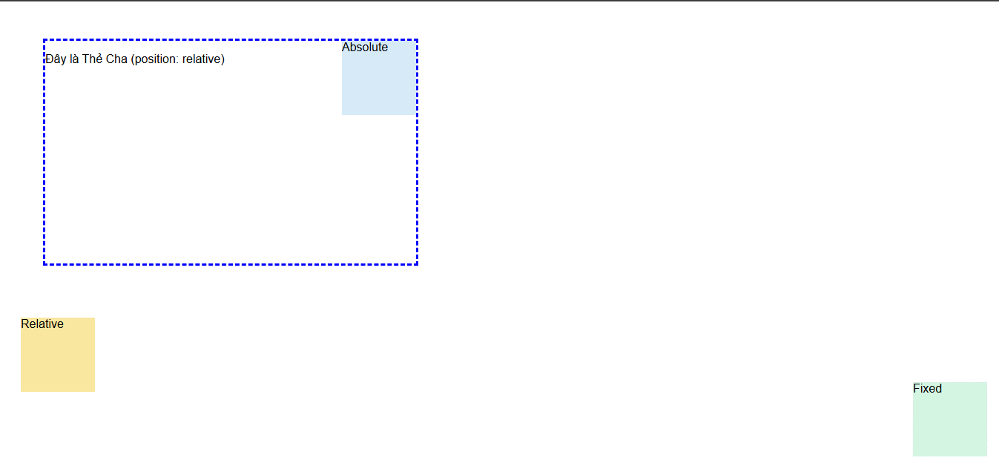 Absolute
Đây là Thẻ Cha (position: relative)
Relative
Fixed